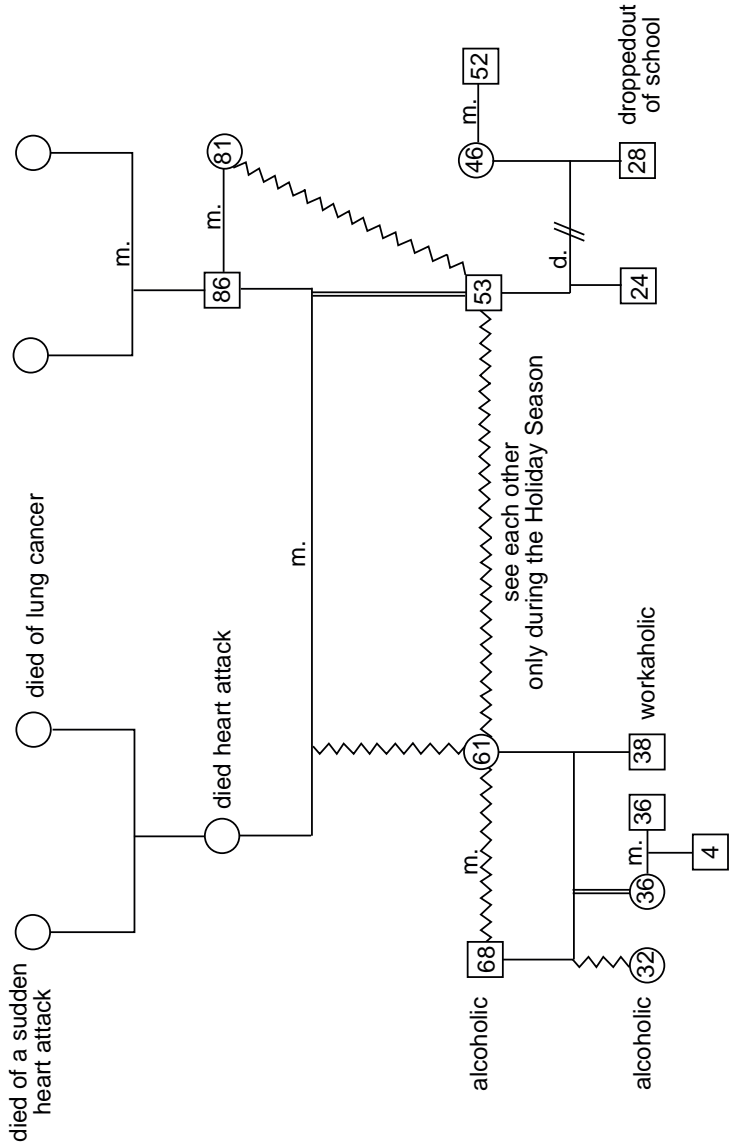 died of a sudden
heart attack
died of lung cancer
m.
died heart attack
86
m.
81
m.
alcoholic
68
m.
61
see each other
only during the Holiday Season
53
d.
46
m.
52
alcoholic
32
36
m.
36
38
workaholic
4
24
28
droppedout
of school